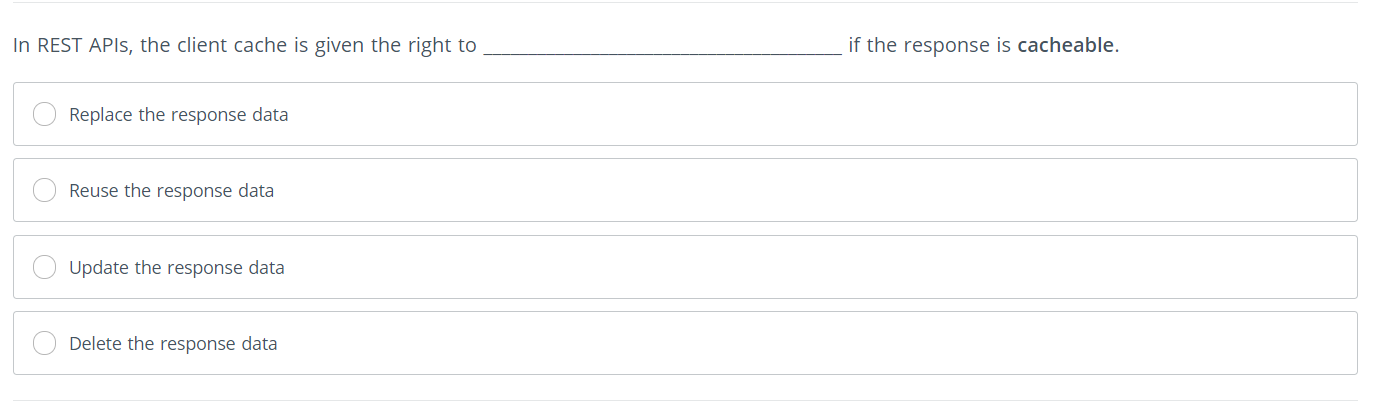 In REST APIs, the client cache is given the right to ____________________________________ if the response is cacheable.
Replace the response data
Reuse the response data
Update the response data
Delete the response data